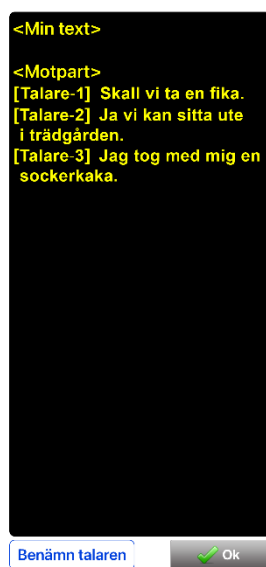 <Min text>
<Motpart>
[Talare-1] Skall vi ta en fika.
[Talare-2] Ja vi kan sitta ute
i trädgården.
[Talare-3] Jag tog med mig en
sockerkaka.
Benämn talaren
Ok